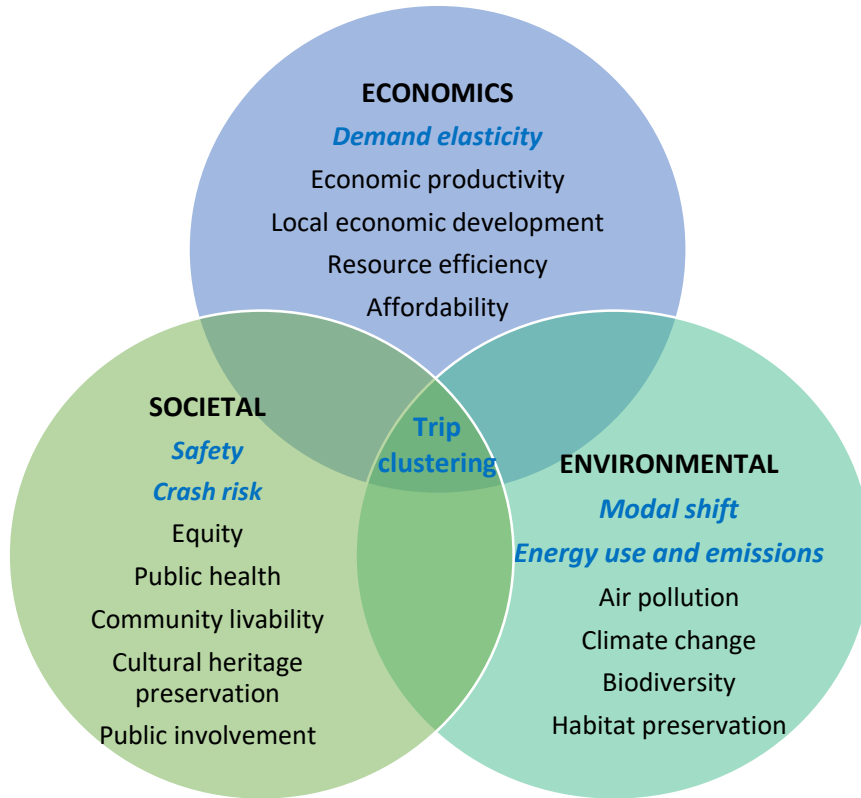 ECONOMICS
Demand elasticity
Economic productivity
Local economic development
Resource efficiency
Affordability
SOCIETAL
Safety
Crash risk
Equity
Public health
Community livability
Cultural heritage
preservation
Public involvement
Trip
clustering
ENVIRONMENTAL
Modal shift
Energy use and emissions
Air pollution
Climate change
Biodiversity
Habitat preservation